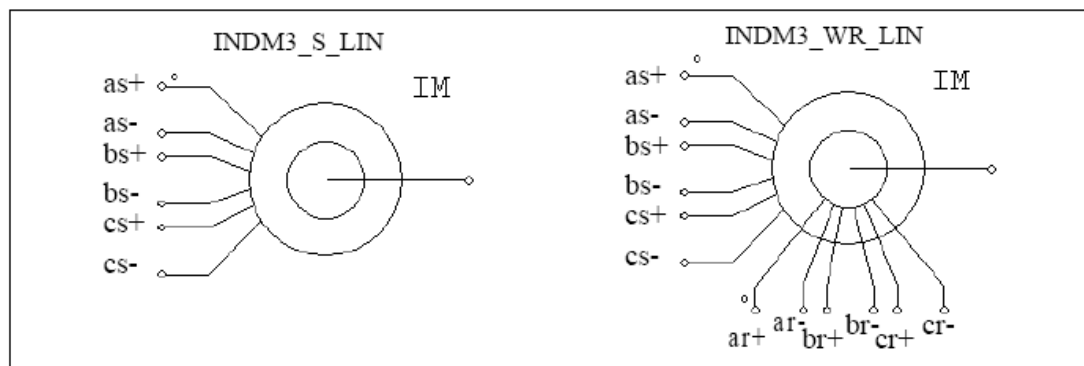 INDM3_S_LIN
IM
as+
as-
bs+
bs-
cs+
cs-
INDM3_WR_LIN
IM
as+
as-
bs+
bs-
cs+
cs-
ar+ ar- br+ br- cr+ cr-